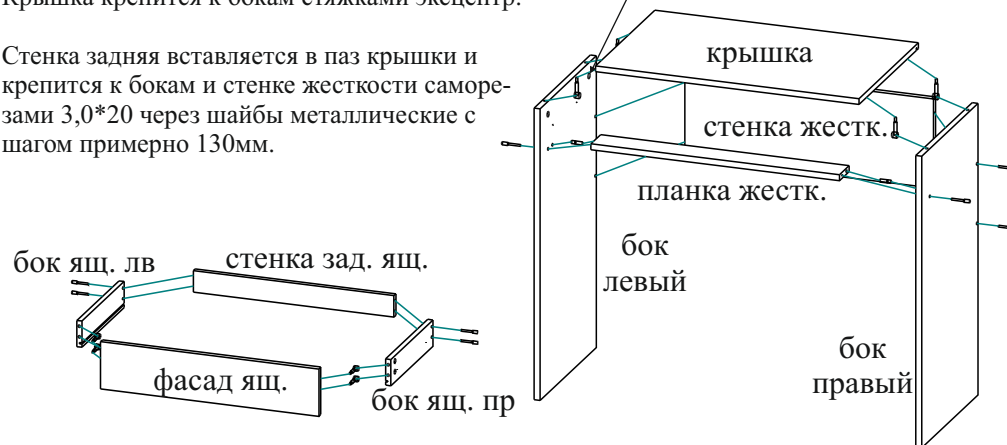 Крышка крепится к бокам стяжками эксцентр.
Стенка задняя вставляется в паз крышки и
крепится к бокам и стенке жесткости саморе-
зами 3,0*20 через шайбы металлические с
шагом примерно 130мм.
крышка
стенка жестк.
планка жестк.
бок
левый
бок
правый
бок ящ. лв
стенка зад. ящ.
фасад ящ.
бок ящ. пр